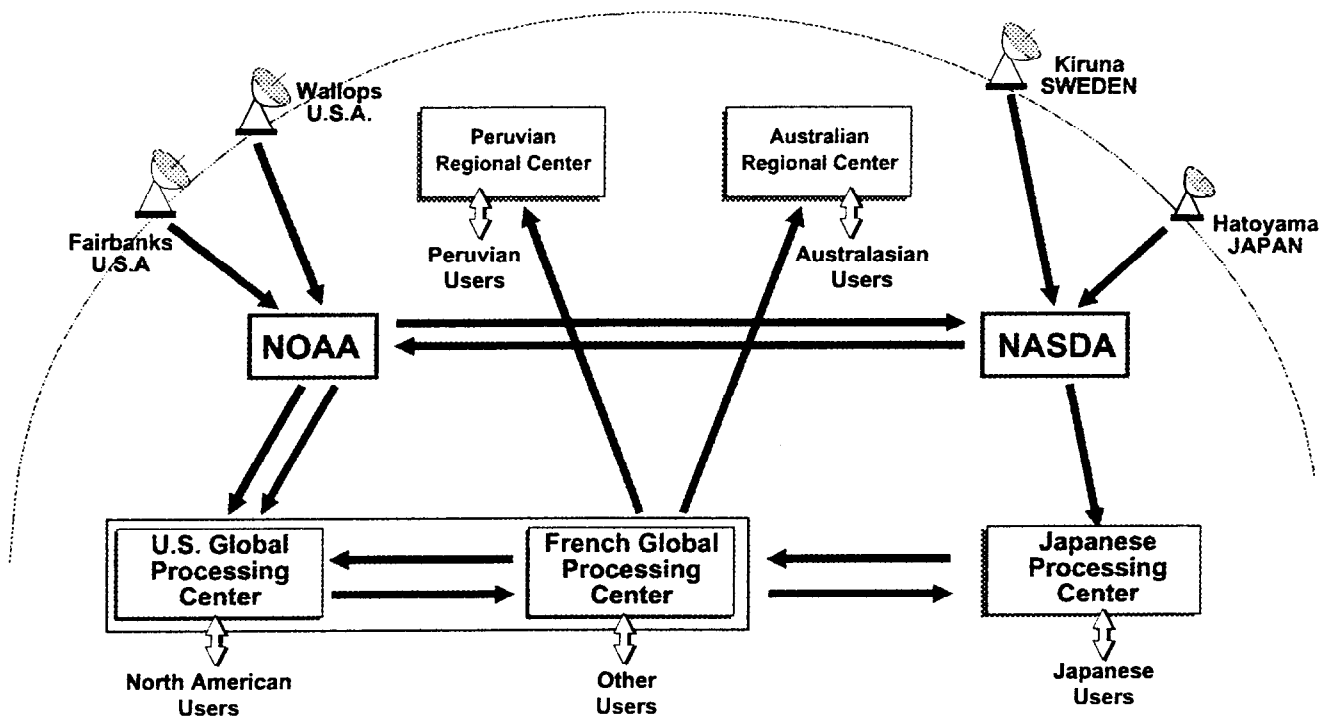 Wallops
U.S.A.
Kiruna
SWEDEN
Peruvian
Regional Center
Australian
Regional Center
Fairbanks
U.S.A
Hatoyama
JAPAN
Peruvian
Users
Australasian
Users
NOAA
NASDA
U.S. Global
Processing
Center
French Global
Processing
Center
Japanese
Processing
Center
North American
Users
Other
Users
Japanese
Users